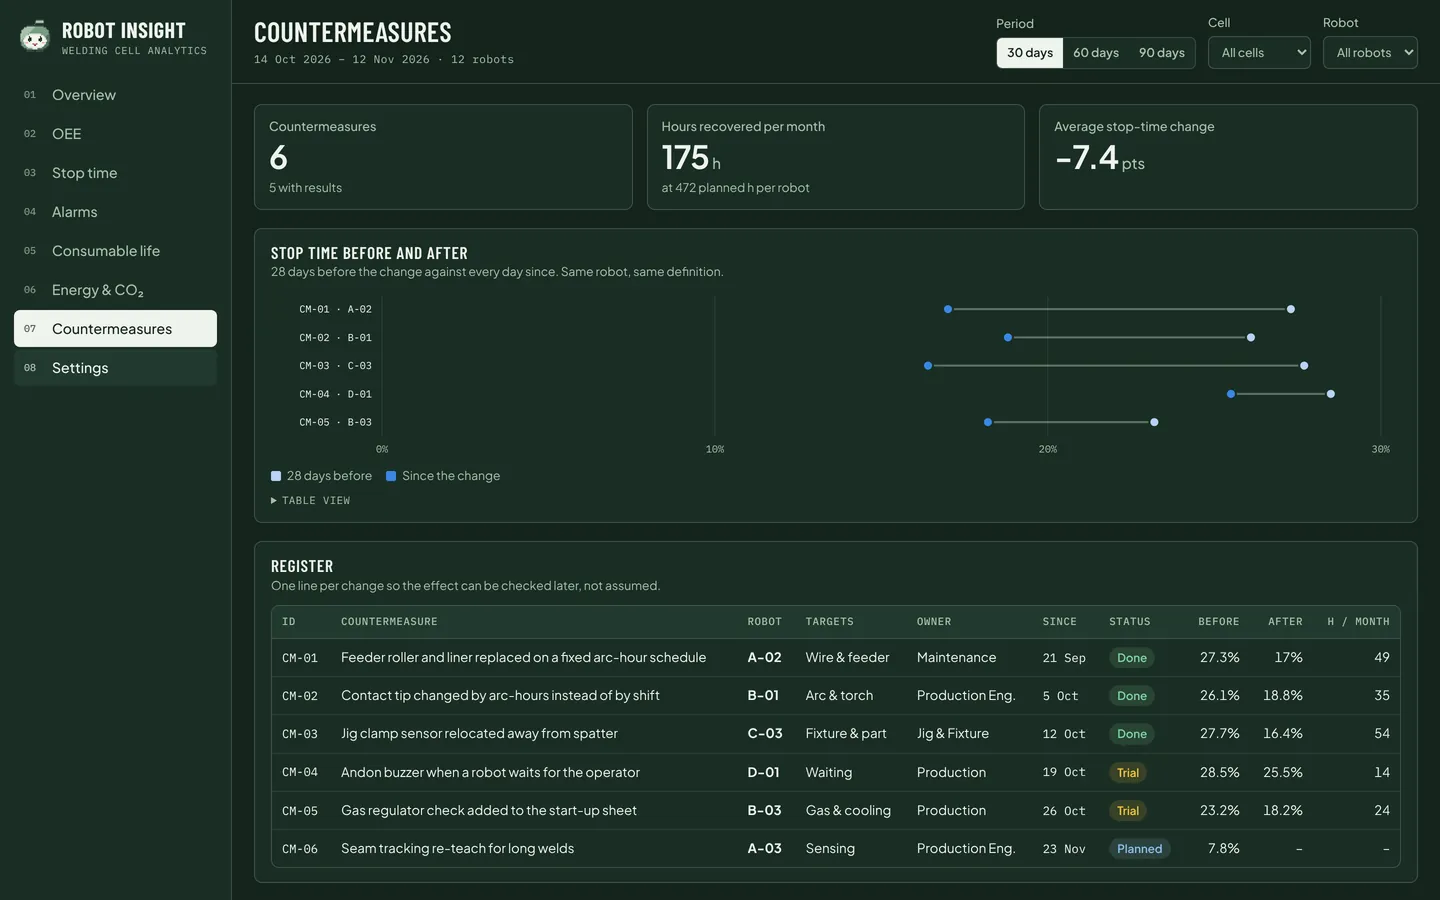 ROBOT INSIGHT
WELDING CELL ANALYTICS
01 Overview
02 OEE
03 Stop time
04 Alarms
05 Consumable life
06 Energy & CO₂
07 Countermeasures
08 Settings
COUNTERMEASURES
14 Oct 2026 – 12 Nov 2026 · 12 robots
Period
30 days 60 days 90 days
Cell
All cells
Robot
All robots
Countermeasures
6
5 with results
Hours recovered per month
175 h
at 472 planned h per robot
Average stop-time change
-7.4 pts
STOP TIME BEFORE AND AFTER
28 days before the change against every day since. Same robot, same definition.
CM-01 · A-02
CM-02 · B-01
CM-03 · C-03
CM-04 · D-01
CM-05 · B-03
0% 10% 20% 30%
28 days before Since the change
TABLE VIEW
REGISTER
One line per change so the effect can be checked later, not assumed.
ID COUNTERMEASURE ROBOT TARGETS OWNER SINCE STATUS BEFORE AFTER H / MONTH
CM-01 Feeder roller and liner replaced on a fixed arc-hour schedule A-02 Wire & feeder Maintenance 21 Sep Done 27.3% 17% 49
CM-02 Contact tip changed by arc-hours instead of by shift B-01 Arc & torch Production Eng. 5 Oct Done 26.1% 18.8% 35
CM-03 Jig clamp sensor relocated away from spatter C-03 Fixture & part Jig & Fixture 12 Oct Done 27.7% 16.4% 54
CM-04 Andon buzzer when a robot waits for the operator D-01 Waiting Production 19 Oct Trial 28.5% 25.5% 14
CM-05 Gas regulator check added to the start-up sheet B-03 Gas & cooling Production 26 Oct Trial 23.2% 18.2% 24
CM-06 Seam tracking re-teach for long welds A-03 Sensing Production Eng. 23 Nov Planned 7.8% – –